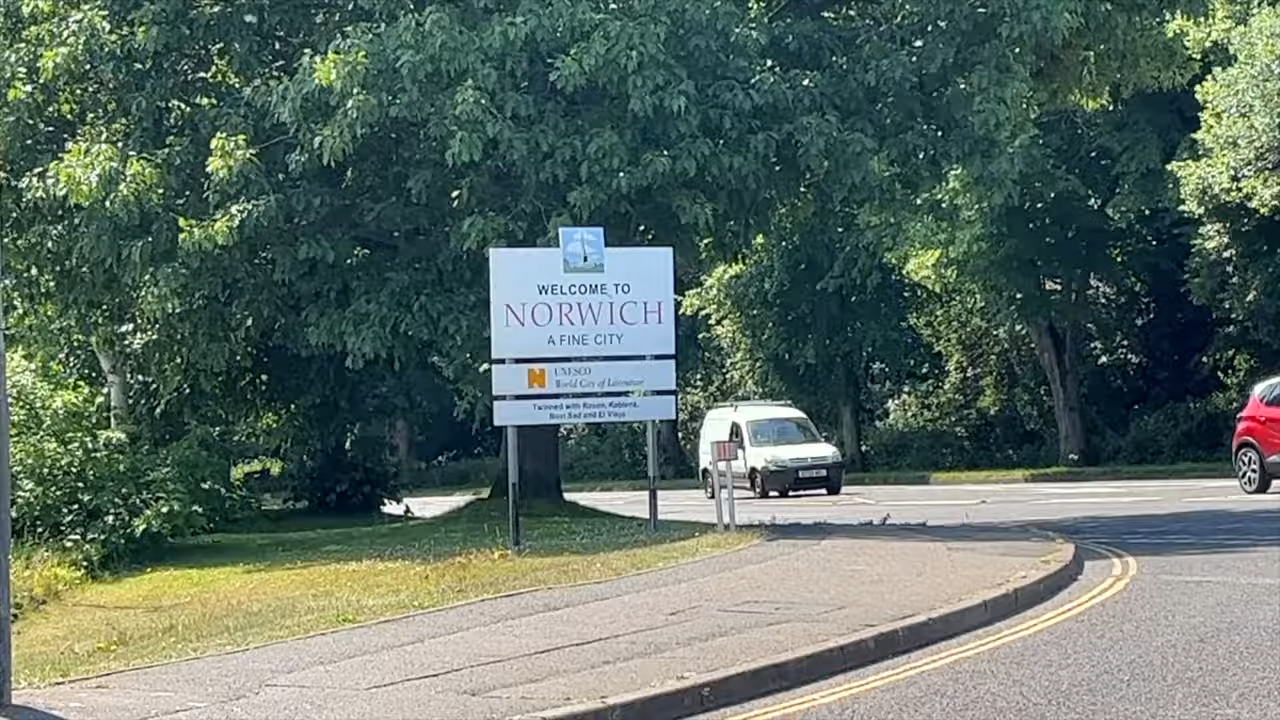 WELCOME TO
NORWICH
A FINE CITY
N UNESCO
World City of Literature
Twinned with Rouen, Koblenz,
Novi Sad and El Viejo